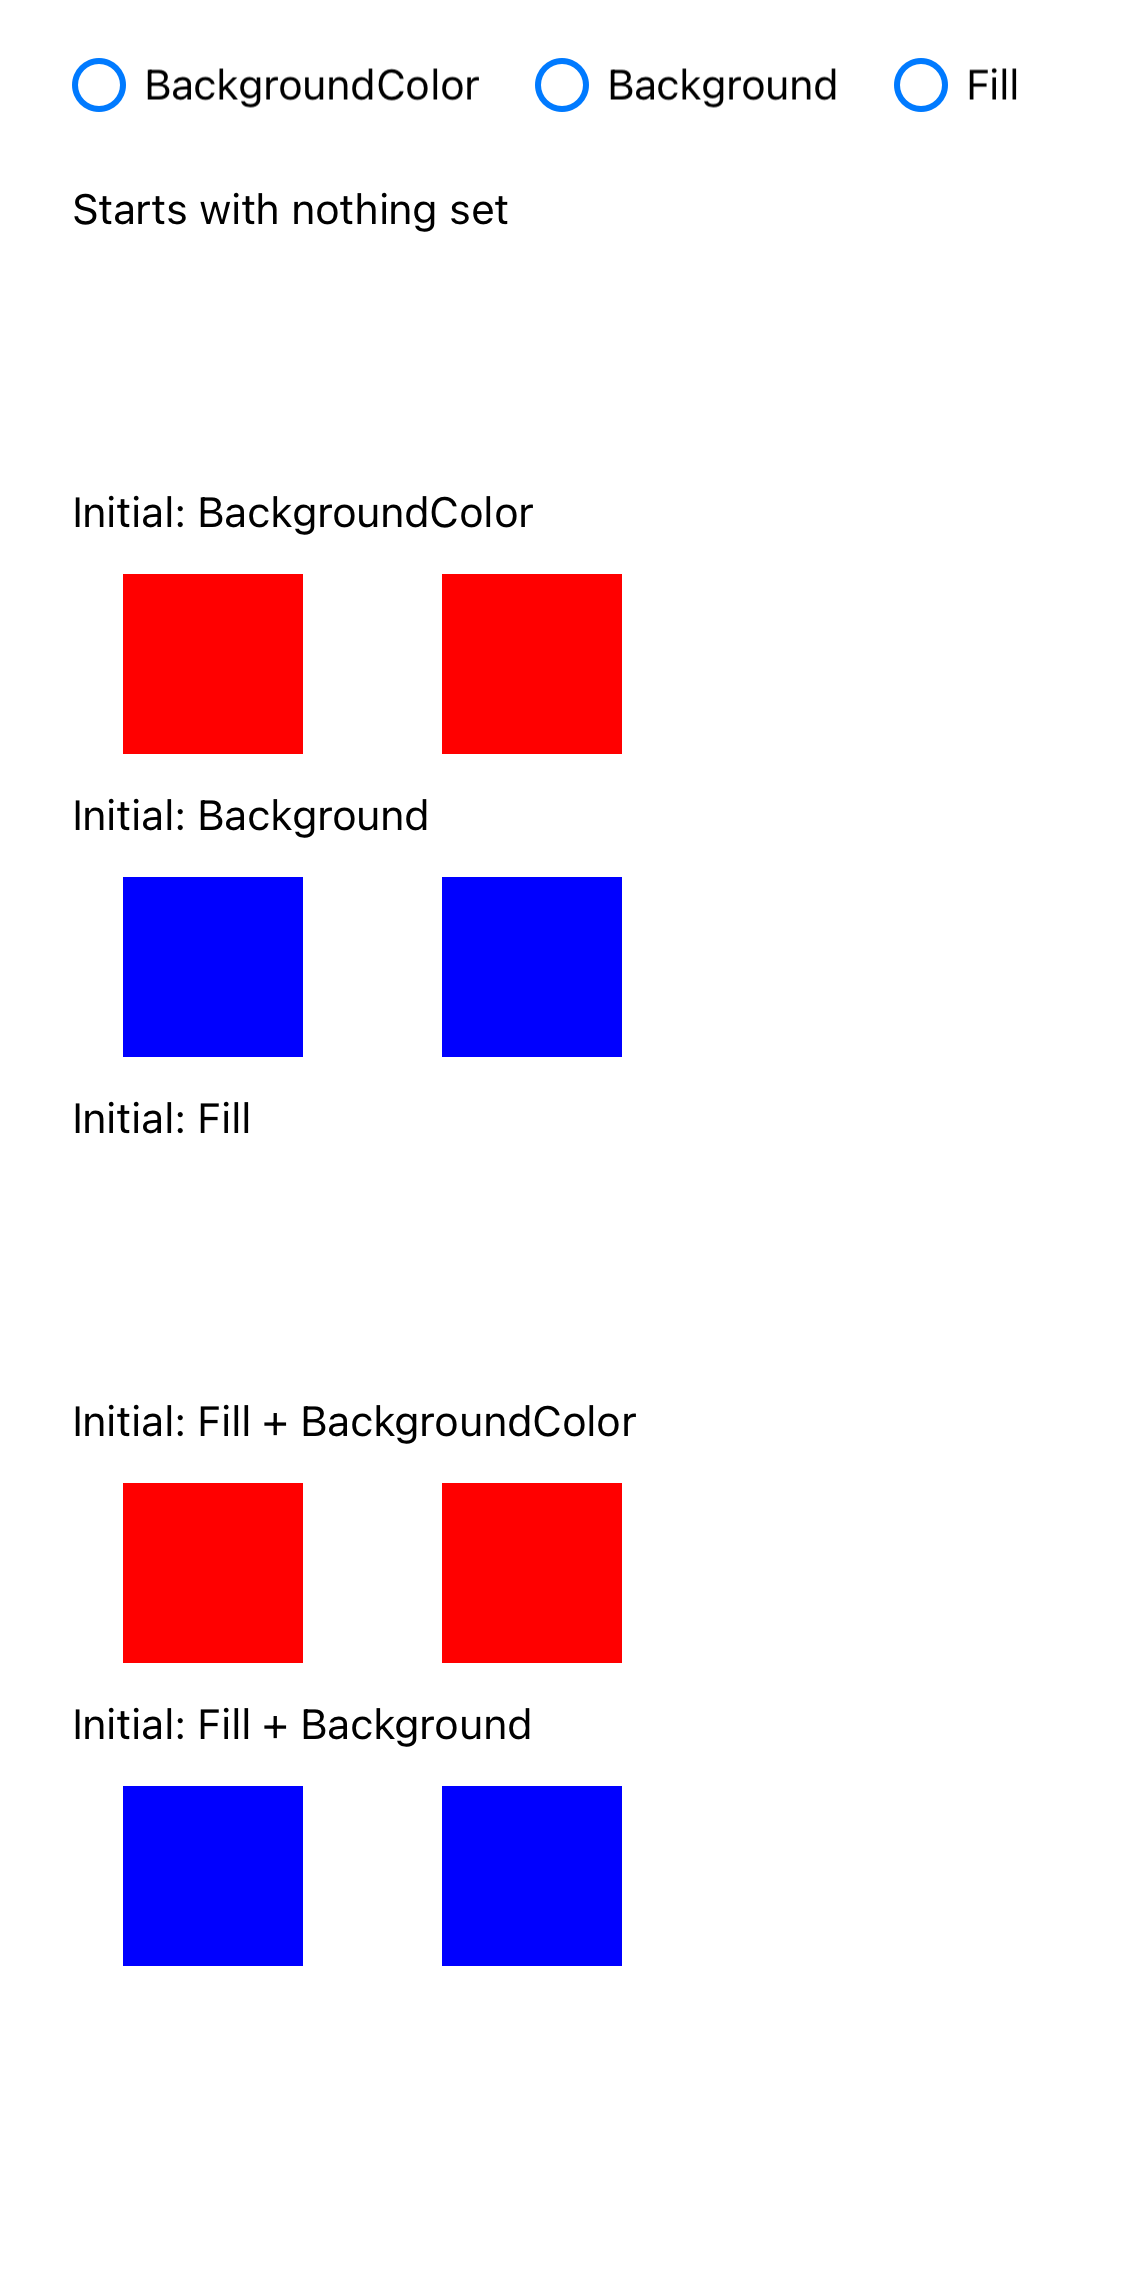 BackgroundColor Background Fill
Starts with nothing set
Initial: BackgroundColor
Initial: Background
Initial: Fill
Initial: Fill + BackgroundColor
Initial: Fill + Background